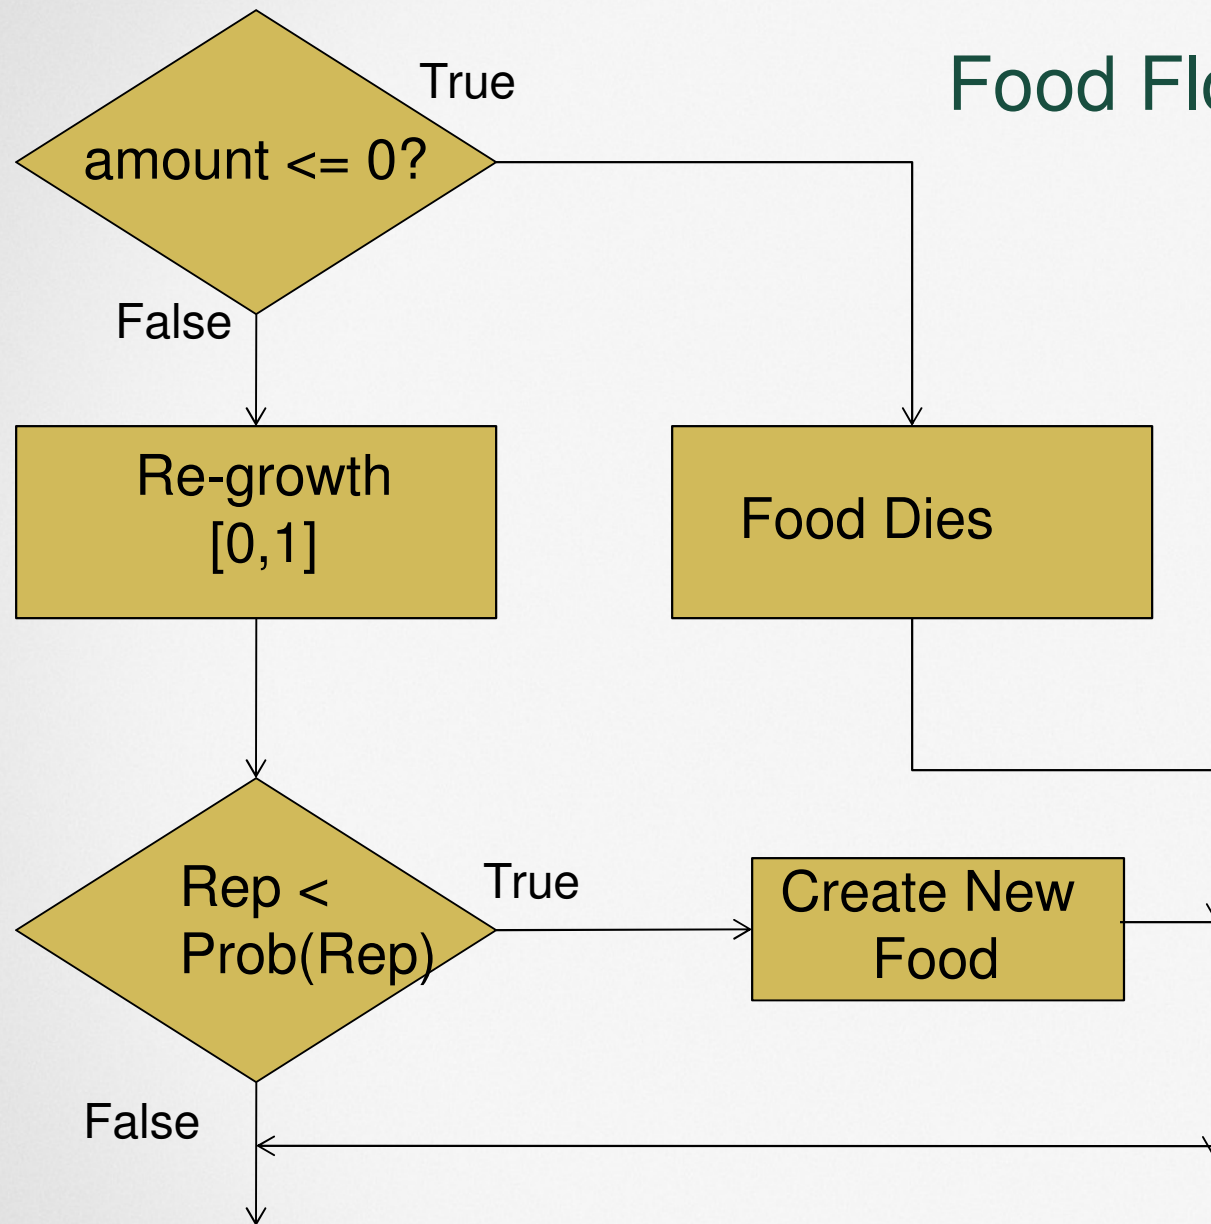 True
Food Flo
amount <= 0?
False
Re-growth
[0,1]
Food Dies
Rep <
Prob(Rep)
True
Create New
Food
False